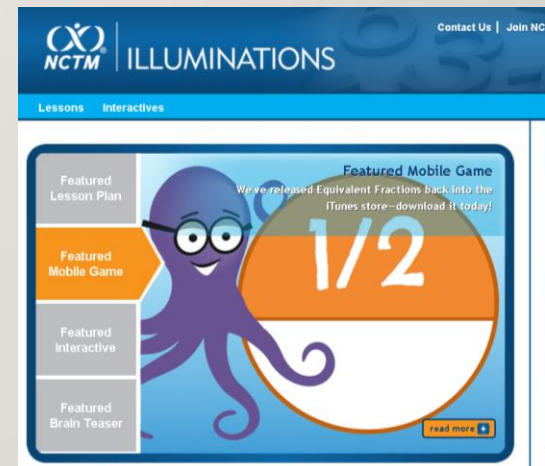 Contact Us | Join NC
NCTM ILLUMINATIONS
Lessons Interactives
Featured
Lesson Plan
Featured
Mobile Game
Featured
Interactive
Featured
Brain Teaser
Featured Mobile Game
We've released Equivalent Fractions back into the
iTunes store—download it today!
1/2
read more +